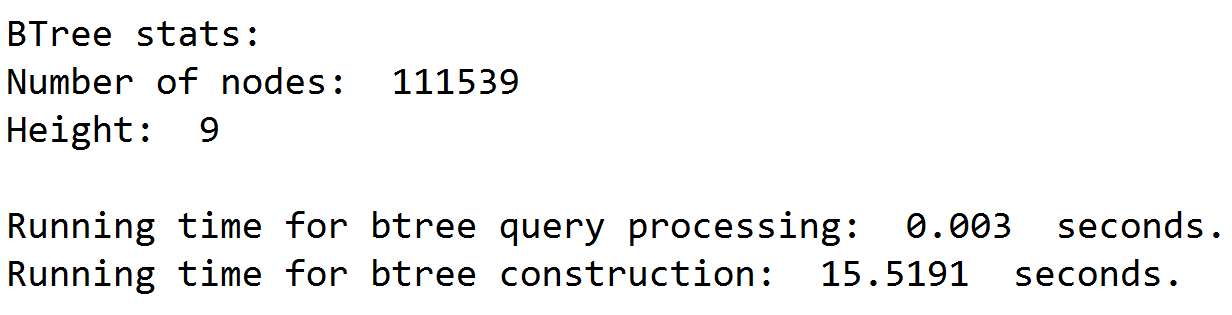 BTree stats:
Number of nodes:  111539
Height:  9
Running time for btree query processing:  0.003  seconds.
Running time for btree construction:  15.5191  seconds.